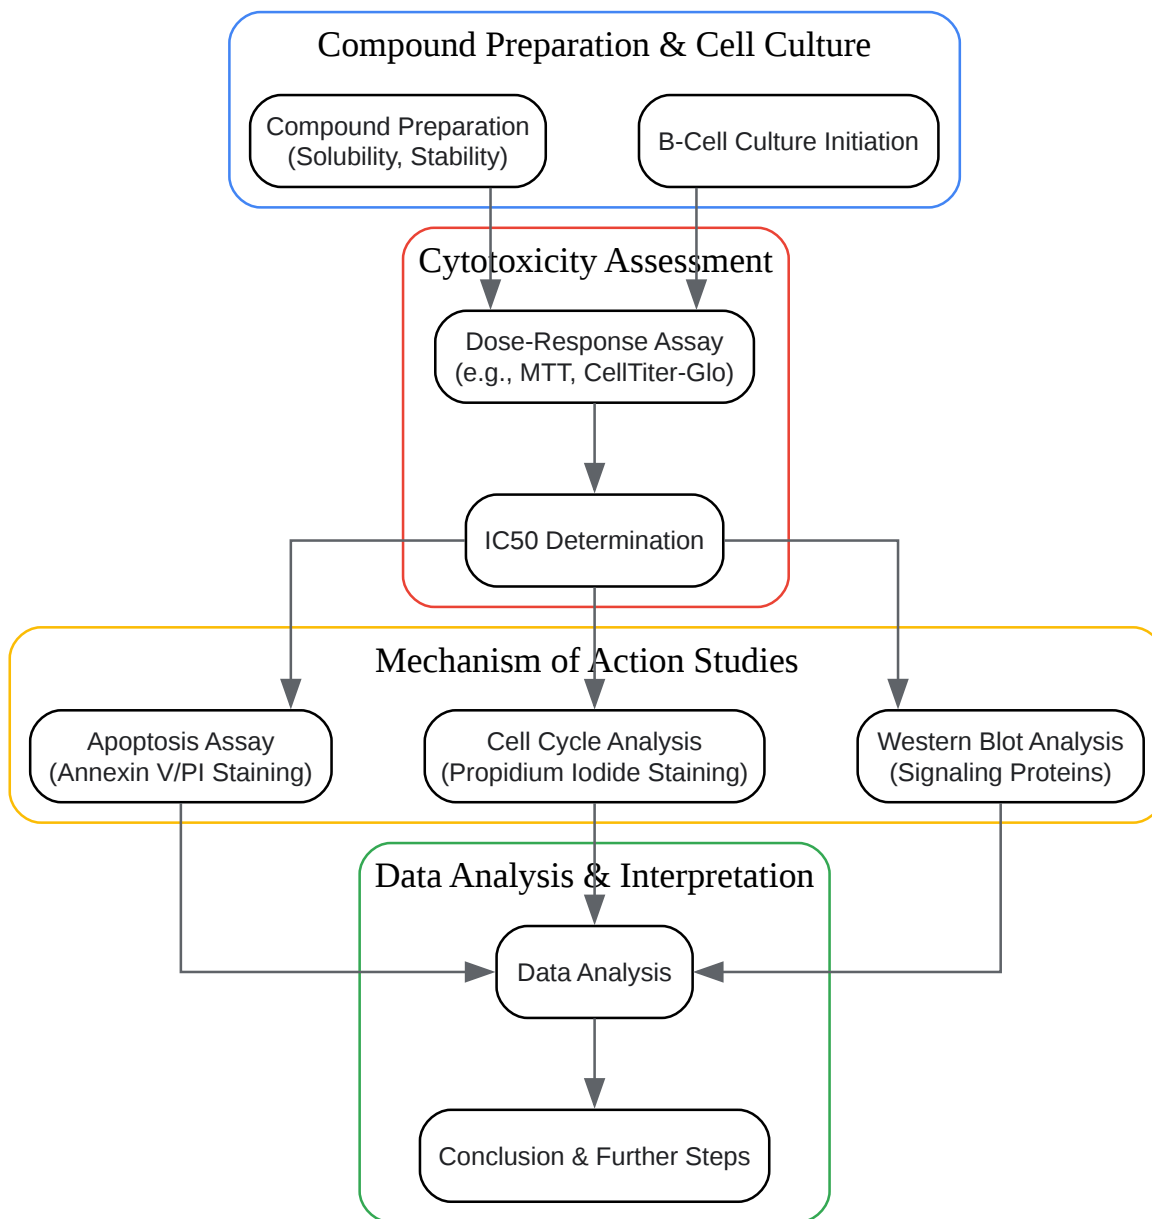 Compound Preparation & Cell Culture
Compound Preparation
(Solubility, Stability)
B-Cell Culture Initiation
Cytotoxicity Assessment
Dose-Response Assay
(e.g., MTT, CellTiter-Glo)
IC50 Determination
Mechanism of Action Studies
Apoptosis Assay
(Annexin V/PI Staining)
Cell Cycle Analysis
(Propidium Iodide Staining)
Western Blot Analysis
(Signaling Proteins)
Data Analysis & Interpretation
Data Analysis
Conclusion & Further Steps